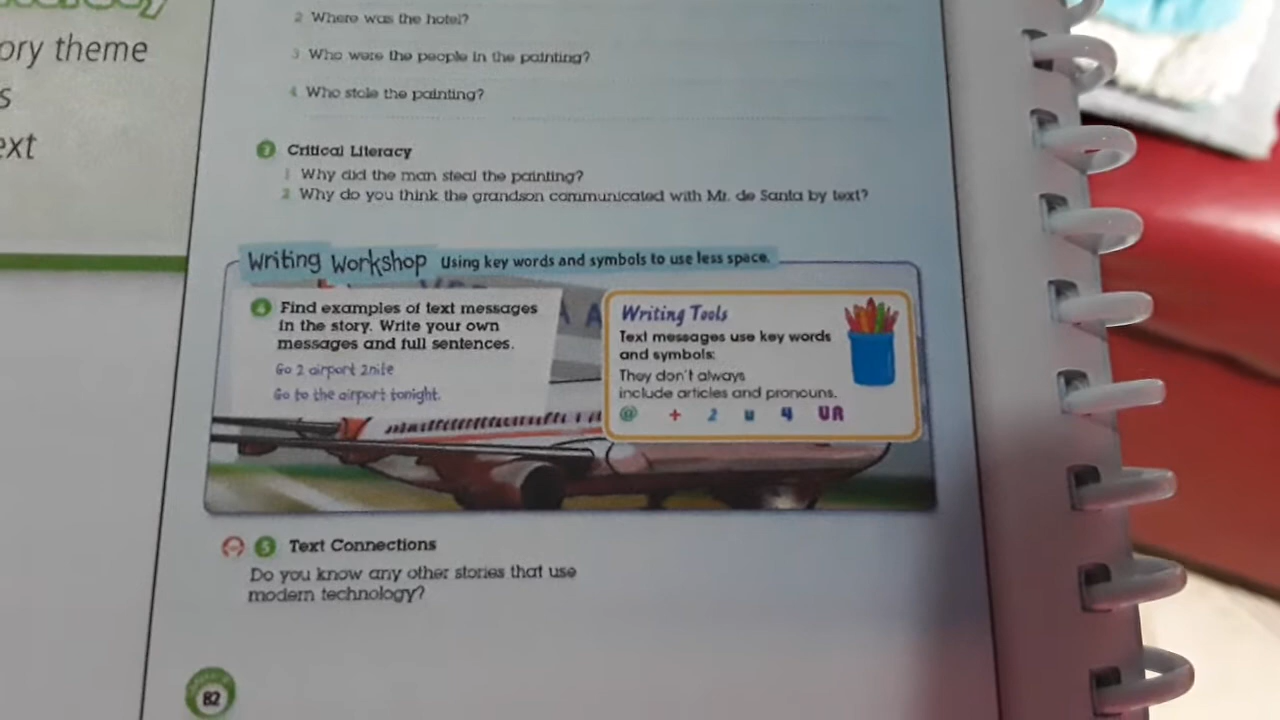 ory theme
s
ext
2 Where was the hotel?
3 Who were the people in the painting?
4 Who stole the painting?
3 Critical Literacy
1 Why did the man steal the painting?
2 Why do you think the grandson communicated with Mr. de Santa by text?
Writing Workshop Using key words and symbols to use less space.
4 Find examples of text messages
in the story. Write your own
messages and full sentences.
Go 2 airport 2nite
Go to the airport tonight.
Writing Tools
Text messages use key words
and symbols:
They don't always
include articles and pronouns.
@ + 2 u 4 UR
5 Text Connections
Do you know any other stories that use
modern technology?
82